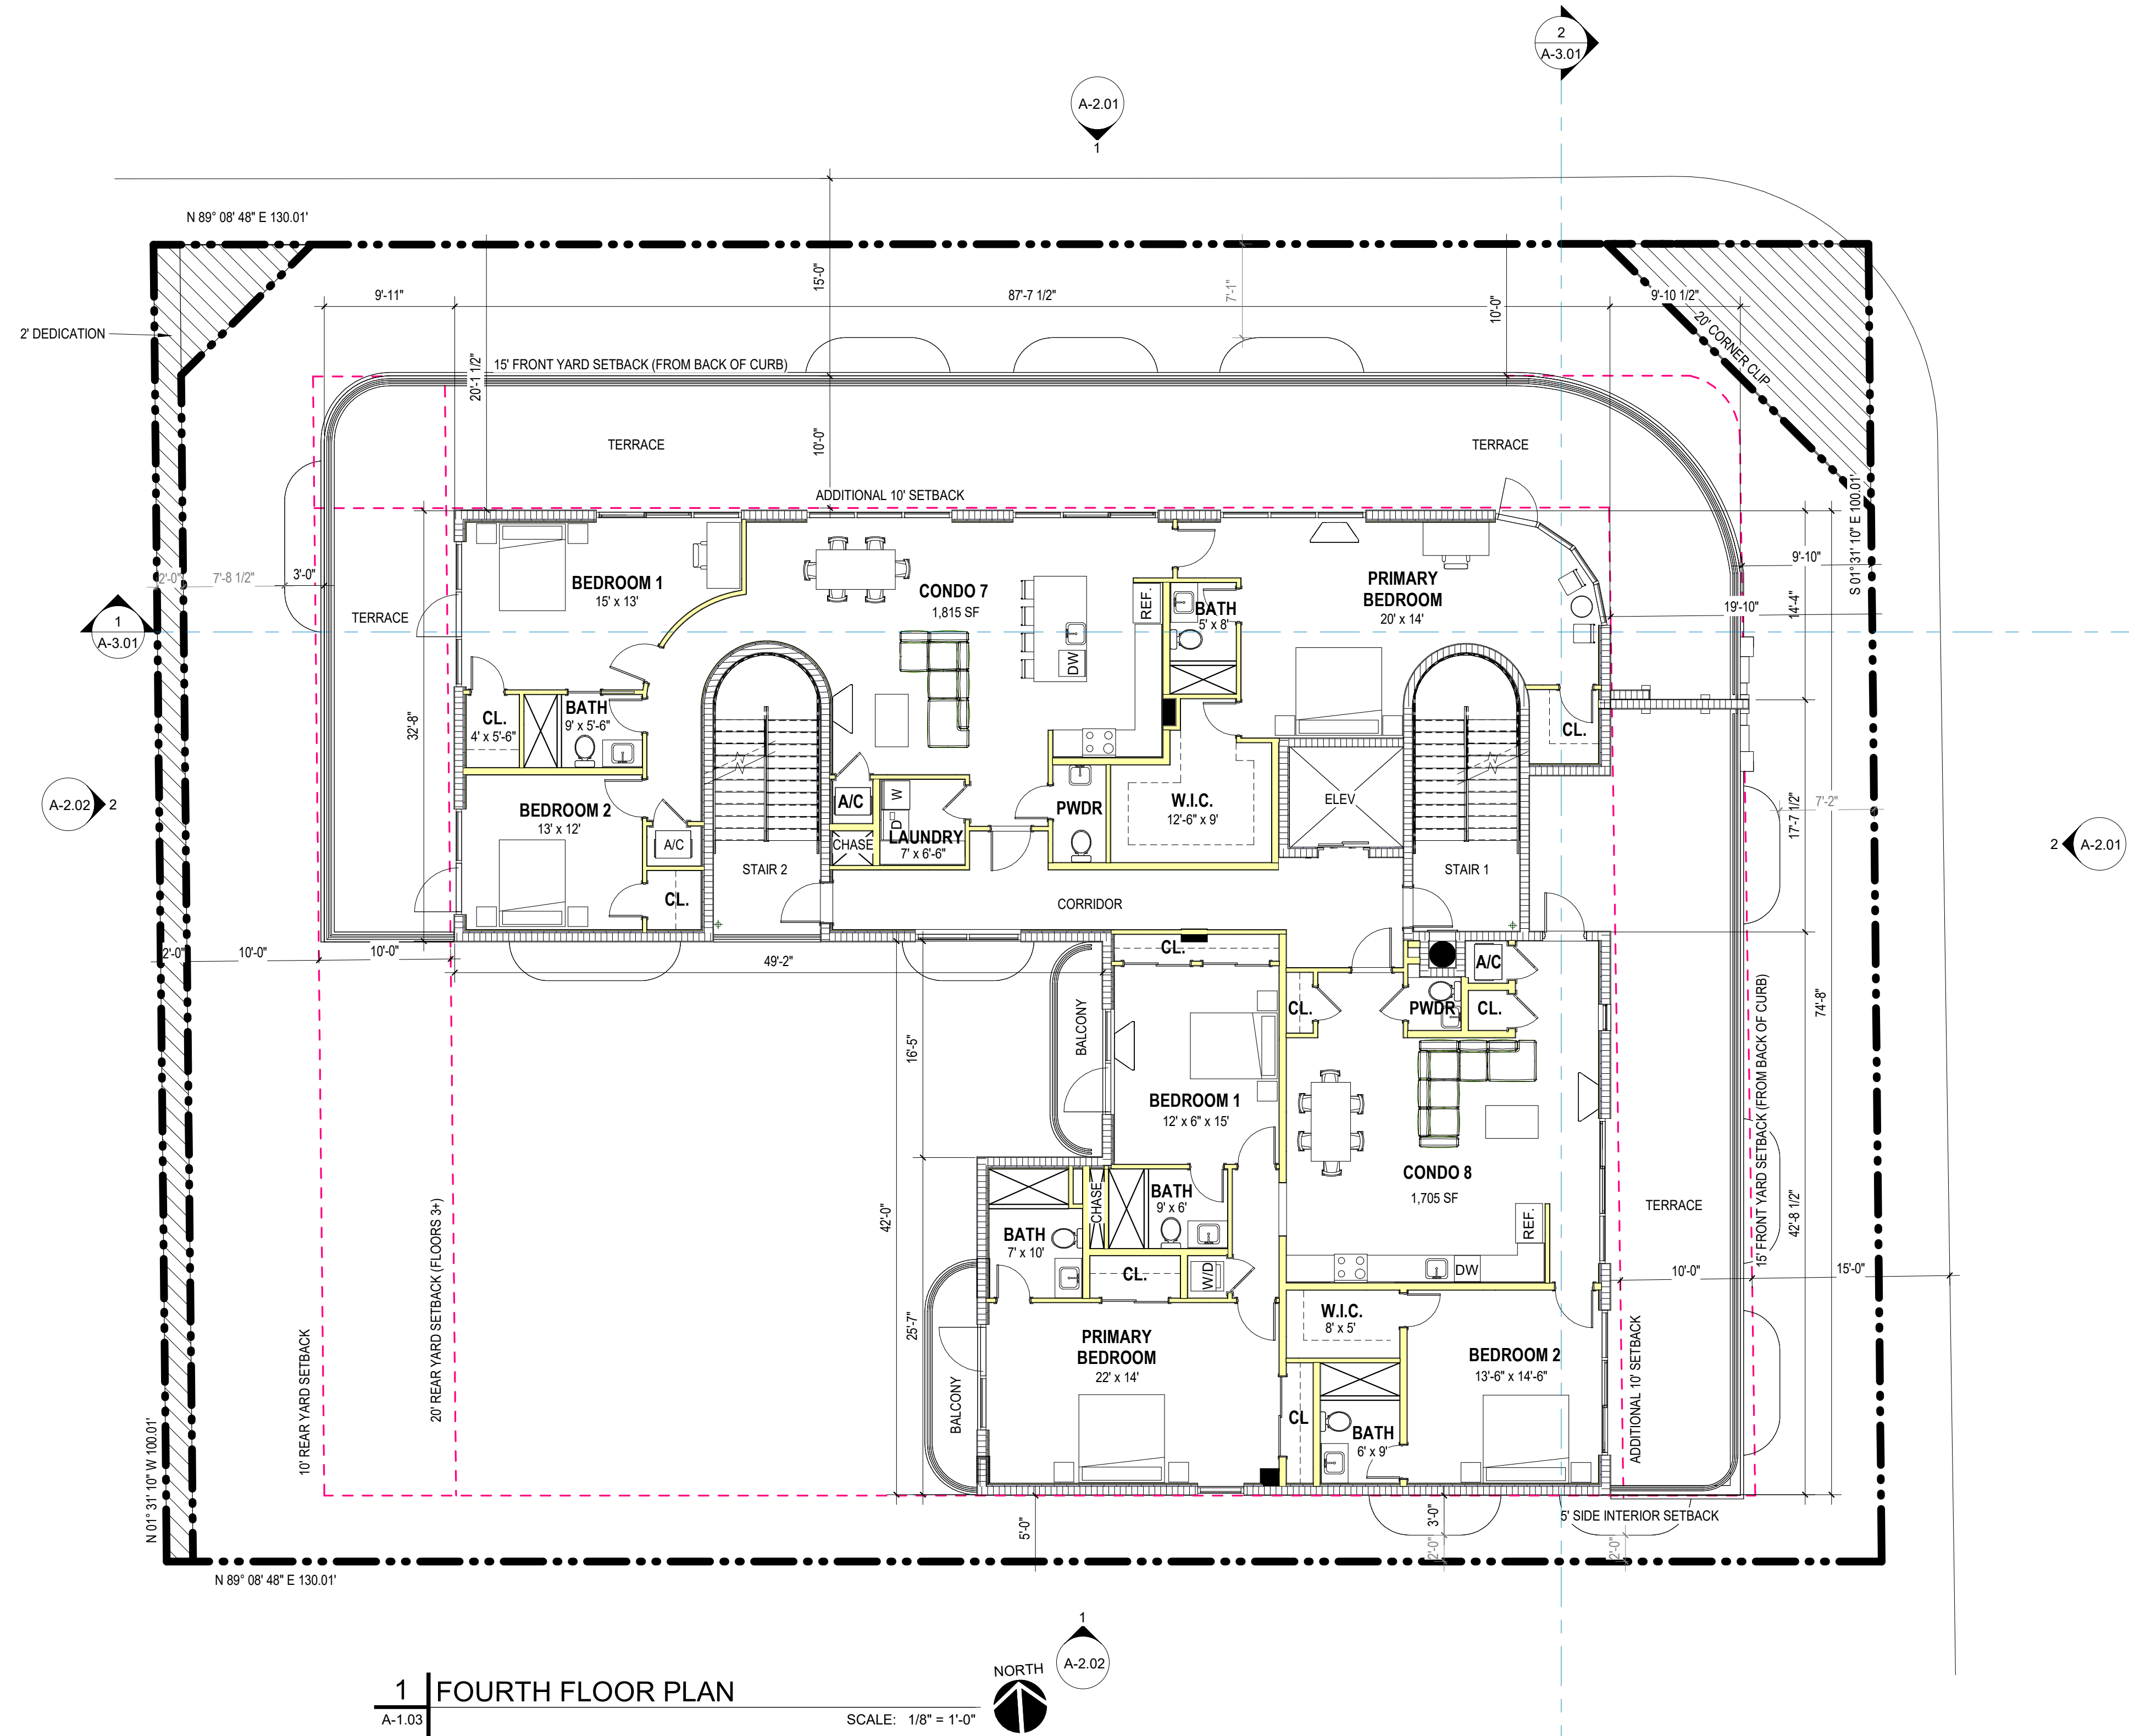 2
A-3.01
A-2.01
1
N 89° 08' 48" E 130.01'
2' DEDICATION
9'-11"
15'-0"
87'-7 1/2"
7'-1"
10'-0"
9'-10 1/2"
20' CORNER CLIP
20'-1 1/2"
15' FRONT YARD SETBACK (FROM BACK OF CURB)
TERRACE
10'-0"
TERRACE
ADDITIONAL 10' SETBACK
S 01° 31' 10" E 100.01'
2'-0"
7'-8 1/2"
3'-0"
9'-10"
14'-4"
19'-10"
1
A-3.01
TERRACE
32'-8"
BEDROOM 1
15' x 13'
CONDO 7
1,815 SF
REF.
DW
BATH
5' x 8'
PRIMARY
BEDROOM
20' x 14'
CL.
4' x 5'-6"
BATH
9' x 5'-6"
CL.
A-2.02
2
BEDROOM 2
13' x 12'
A/C
CL.
STAIR 2
A/C
CHASE
W
D
LAUNDRY
7' x 6'-6"
PWDR
W.I.C.
12'-6" x 9'
ELEV
STAIR 1
17'-7 1/2"
7'-2"
2
A-2.01
CORRIDOR
2'-0"
10'-0"
10'-0"
49'-2"
CL.
BALCONY
16'-5"
BEDROOM 1
12' x 6" x 15'
CL.
PWDR
A/C
CL.
74'-8"
15' FRONT YARD SETBACK (FROM BACK OF CURB)
CONDO 8
1,705 SF
REF.
DW
TERRACE
42'-8 1/2"
42'-0"
CHASE
BATH
9' x 6'
BATH
7' x 10'
CL.
W/D
10'-0"
15'-0"
25'-7"
PRIMARY
BEDROOM
22' x 14'
BALCONY
W.I.C.
8' x 5'
CL
BATH
6' x 9'
BEDROOM 2
13'-6" x 14'-6"
ADDITIONAL 10' SETBACK
10' REAR YARD SETBACK
20' REAR YARD SETBACK (FLOORS 3+)
N 01° 31' 10" W 100.01'
5'-0"
3'-0"
2'-0"
5' SIDE INTERIOR SETBACK
2'-0"
N 89° 08' 48" E 130.01'
1
A-2.02
NORTH
1
FOURTH FLOOR PLAN
A-1.03
SCALE: 1/8" = 1'-0"